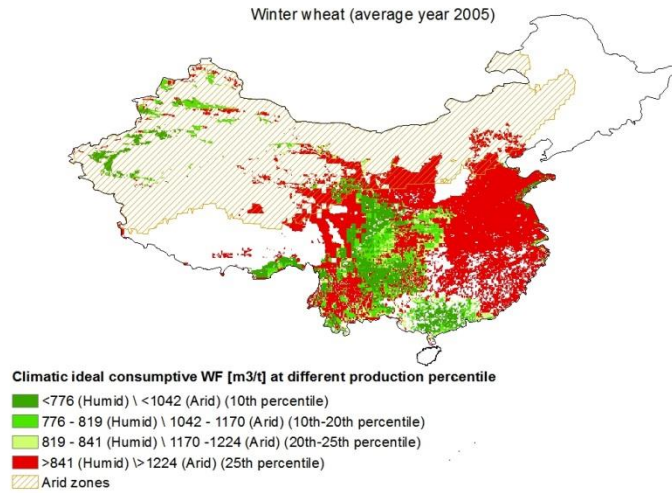 Winter wheat (average year 2005)
Climatic ideal consumptive WF [m3/t] at different production percentile
<776 (Humid) \ <1042 (Arid) (10th percentile)
776 - 819 (Humid) \ 1042 - 1170 (Arid) (10th-20th percentile)
819 - 841 (Humid) \ 1170 -1224 (Arid) (20th-25th percentile)
>841 (Humid) \> 1224 (Arid) (25th percentile)
Arid zones